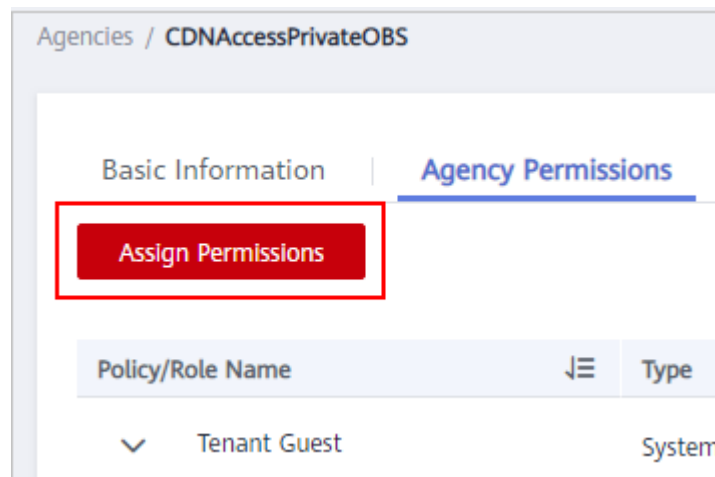 Agencies / CDNAccessPrivateOBS
Basic Information | Agency Permissions
Assign Permissions
Policy/Role Name Type
Tenant Guest System